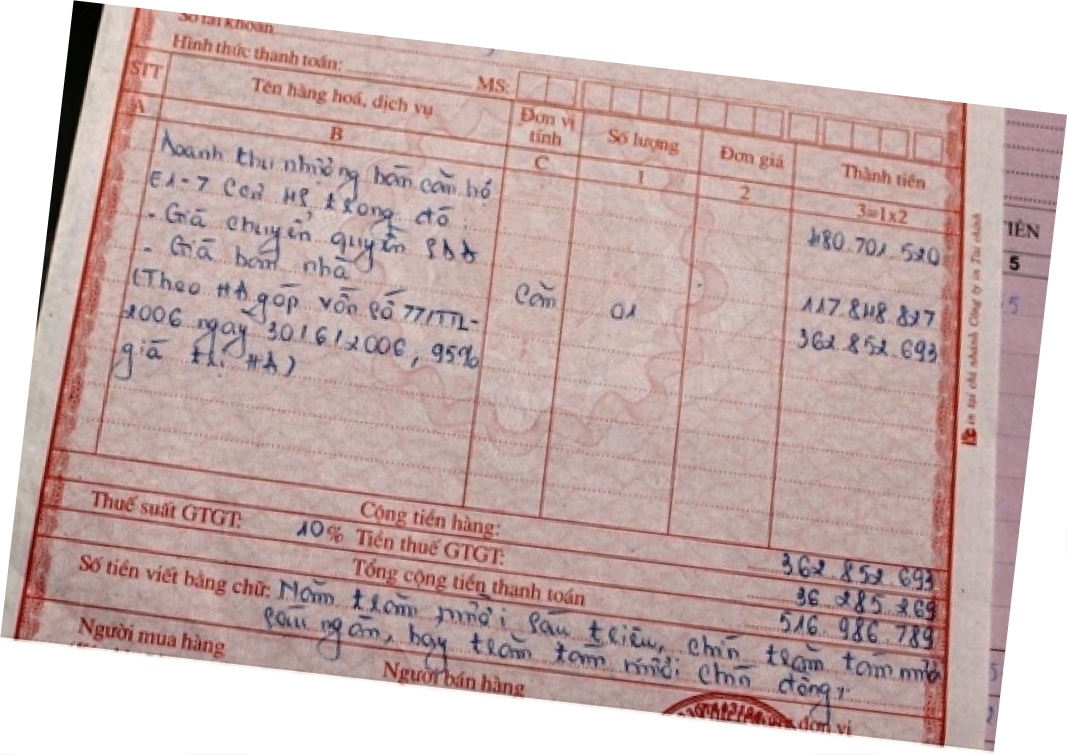 Số tài khoản
Hình thức thanh toán: MS:
STT Tên hàng hoá, dịch vụ Đơn vị tính Số lượng Đơn giá Thành tiền
A B C 1 2 3=1x2
Doanh thu nhượng bán căn hộ
E1-7 CC7 trong đó: 480.701.520
- Giá chuyển quyền SDĐ 117.848.827
- Giá bán nhà Căn 01 362.852.693
(Theo HĐ góp vốn số 77/TTL-
2006 ngày 30/6/2006, 95%
giá trị HĐ)
Cộng tiền hàng: 362.852.693
Thuế suất GTGT: 10% Tiền thuế GTGT: 36.285.269
Tổng cộng tiền thanh toán 516.986.789
Số tiền viết bằng chữ: Năm trăm mười sáu triệu, chín trăm tám mươi
sáu ngàn, bảy trăm tám mươi chín đồng
Người mua hàng Người bán hàng đơn vị
in tại chi nhánh Công ty in Tài chính
TIỀN
5